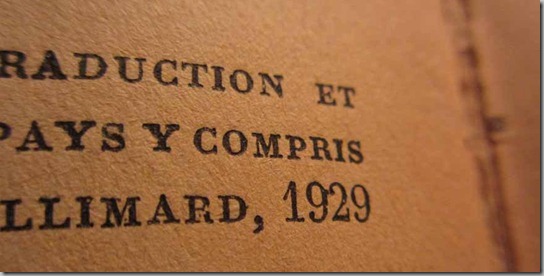 RADUCTION ET
PAYS Y COMPRIS
LLIMARD, 1929